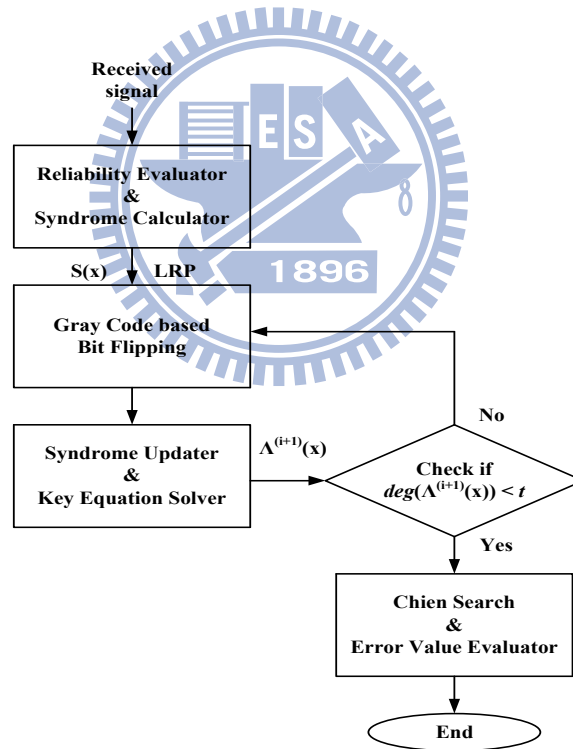 Received
signal
E S A
Reliability Evaluator
&
Syndrome Calculator
1896
S(x) LRP
Gray Code based
Bit Flipping
No
Syndrome Updater
&
Key Equation Solver
Λ^(i+1)(x)
Check if
deg(Λ^(i+1)(x)) < t
Yes
Chien Search
&
Error Value Evaluator
End